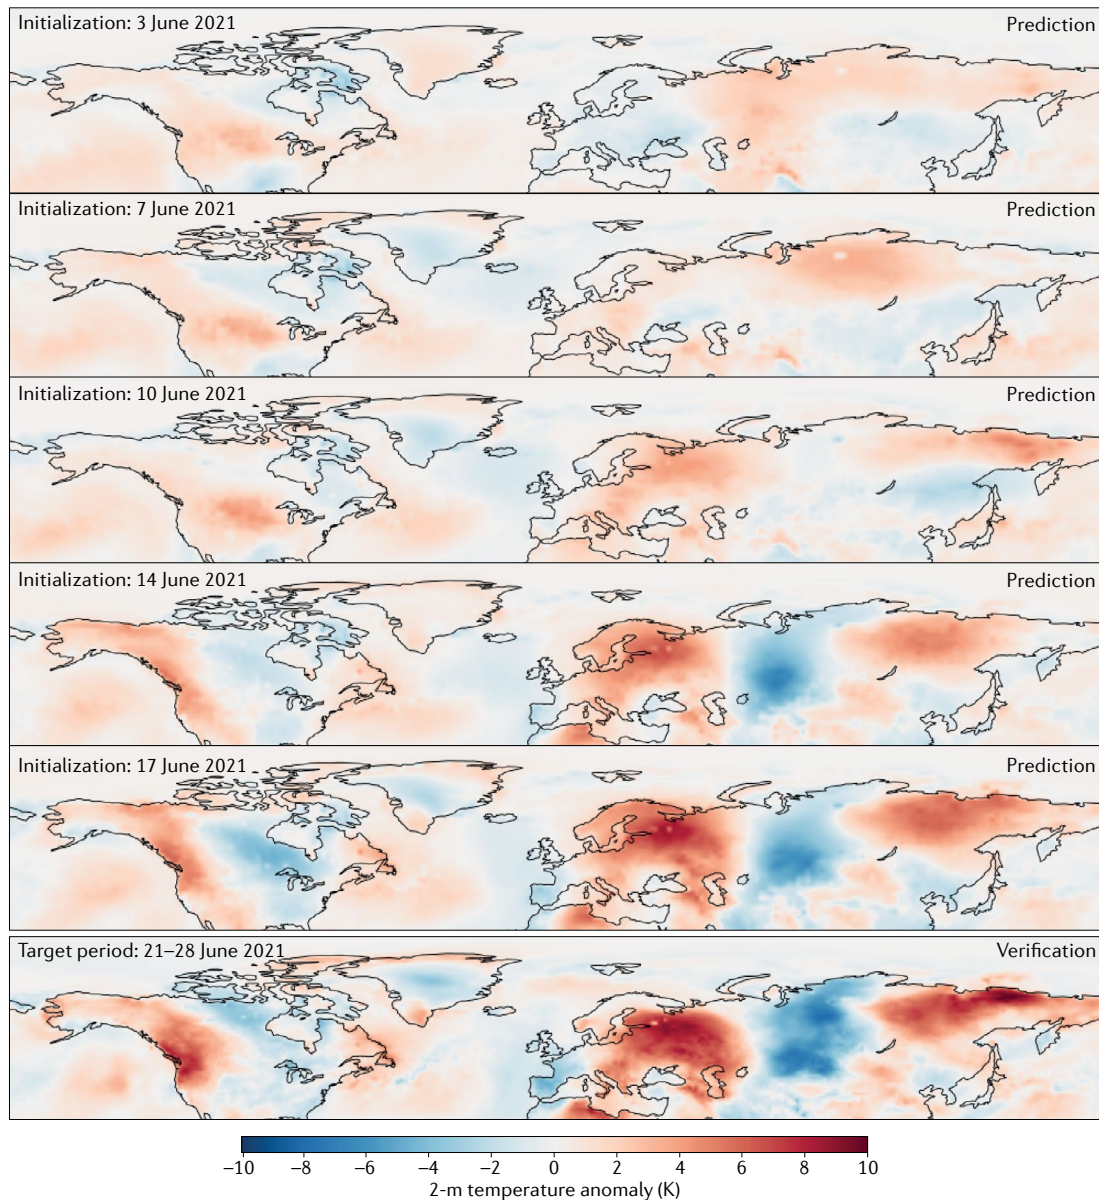 Initialization: 3 June 2021 Prediction
Initialization: 7 June 2021 Prediction
Initialization: 10 June 2021 Prediction
Initialization: 14 June 2021 Prediction
Initialization: 17 June 2021 Prediction
Target period: 21–28 June 2021 Verification
−10 −8 −6 −4 −2 0 2 4 6 8 10
2-m temperature anomaly (K)